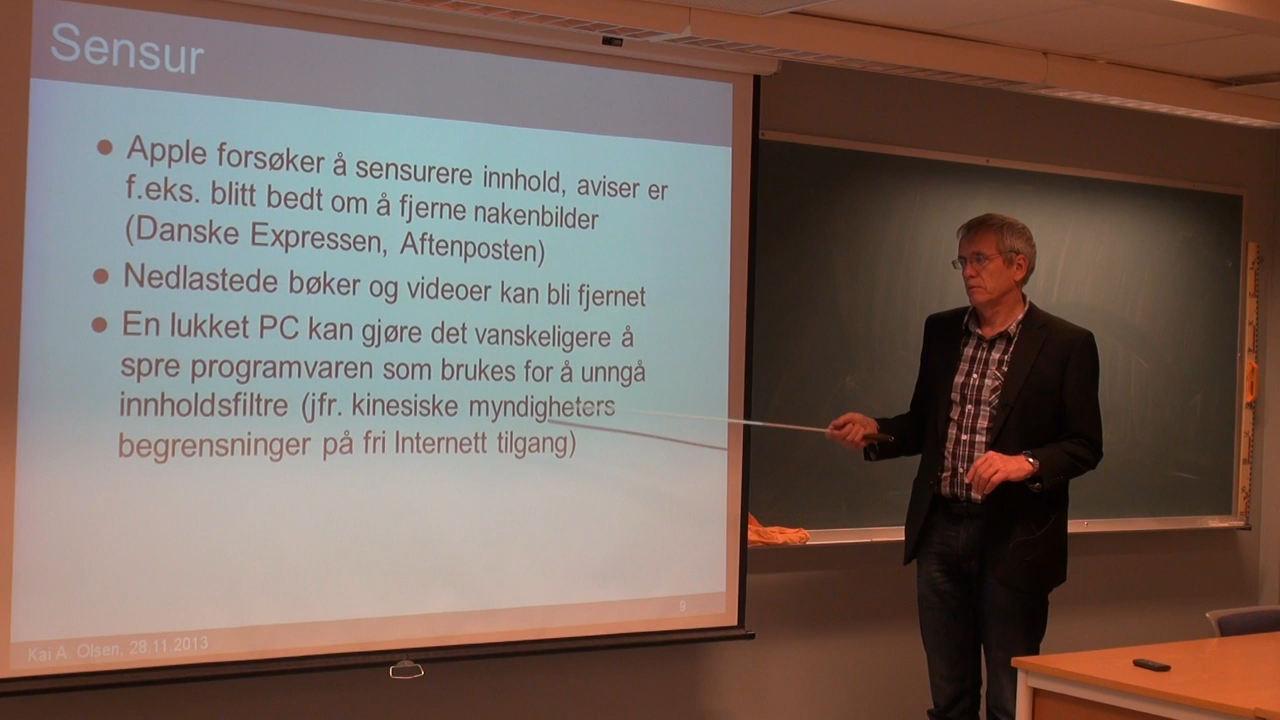 Sensur
Apple forsøker å sensurere innhold, aviser er
f.eks. blitt bedt om å fjerne nakenbilder
(Danske Expressen, Aftenposten)
Nedlastede bøker og videoer kan bli fjernet
En lukket PC kan gjøre det vanskeligere å
spre programvaren som brukes for å unngå
innholdsfiltre (jfr. kinesiske myndigheters
begrensninger på fri Internett tilgang)
9
Kai A. Olsen, 28.11.2013